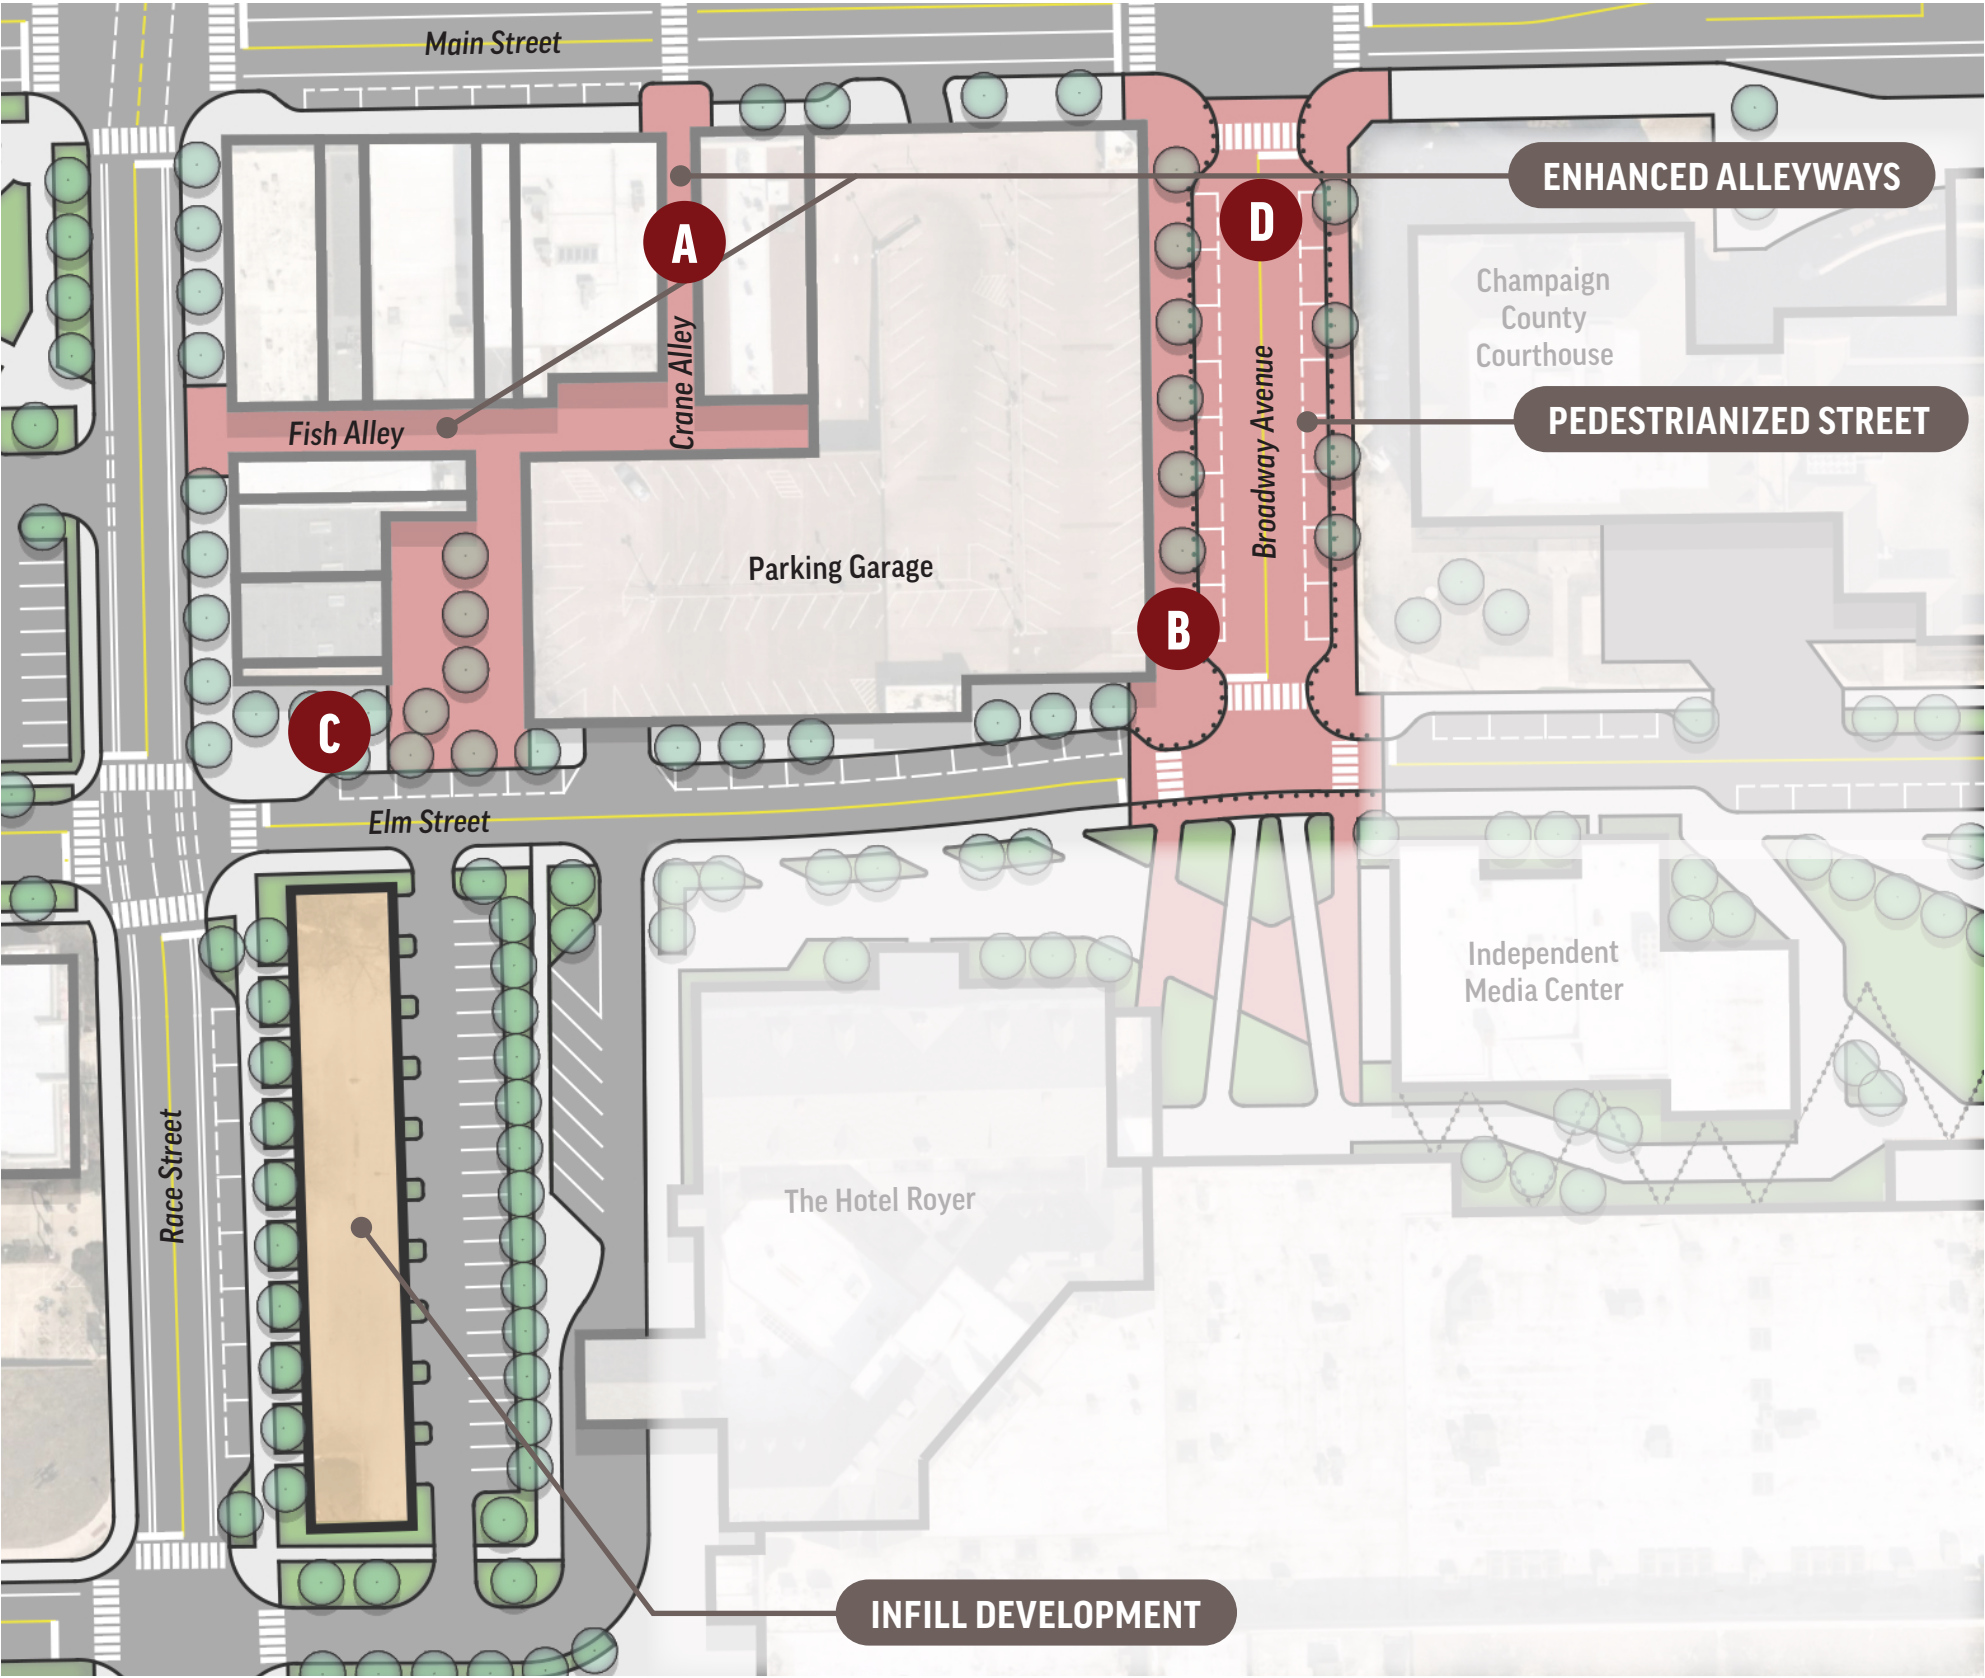 Main Street
ENHANCED ALLEYWAYS
D
A
Champaign
County
Courthouse
Crane Alley
Broadway Avenue
PEDESTRIANIZED STREET
Fish Alley
Parking Garage
B
C
Elm Street
Independent
Media Center
Race Street
The Hotel Royer
INFILL DEVELOPMENT